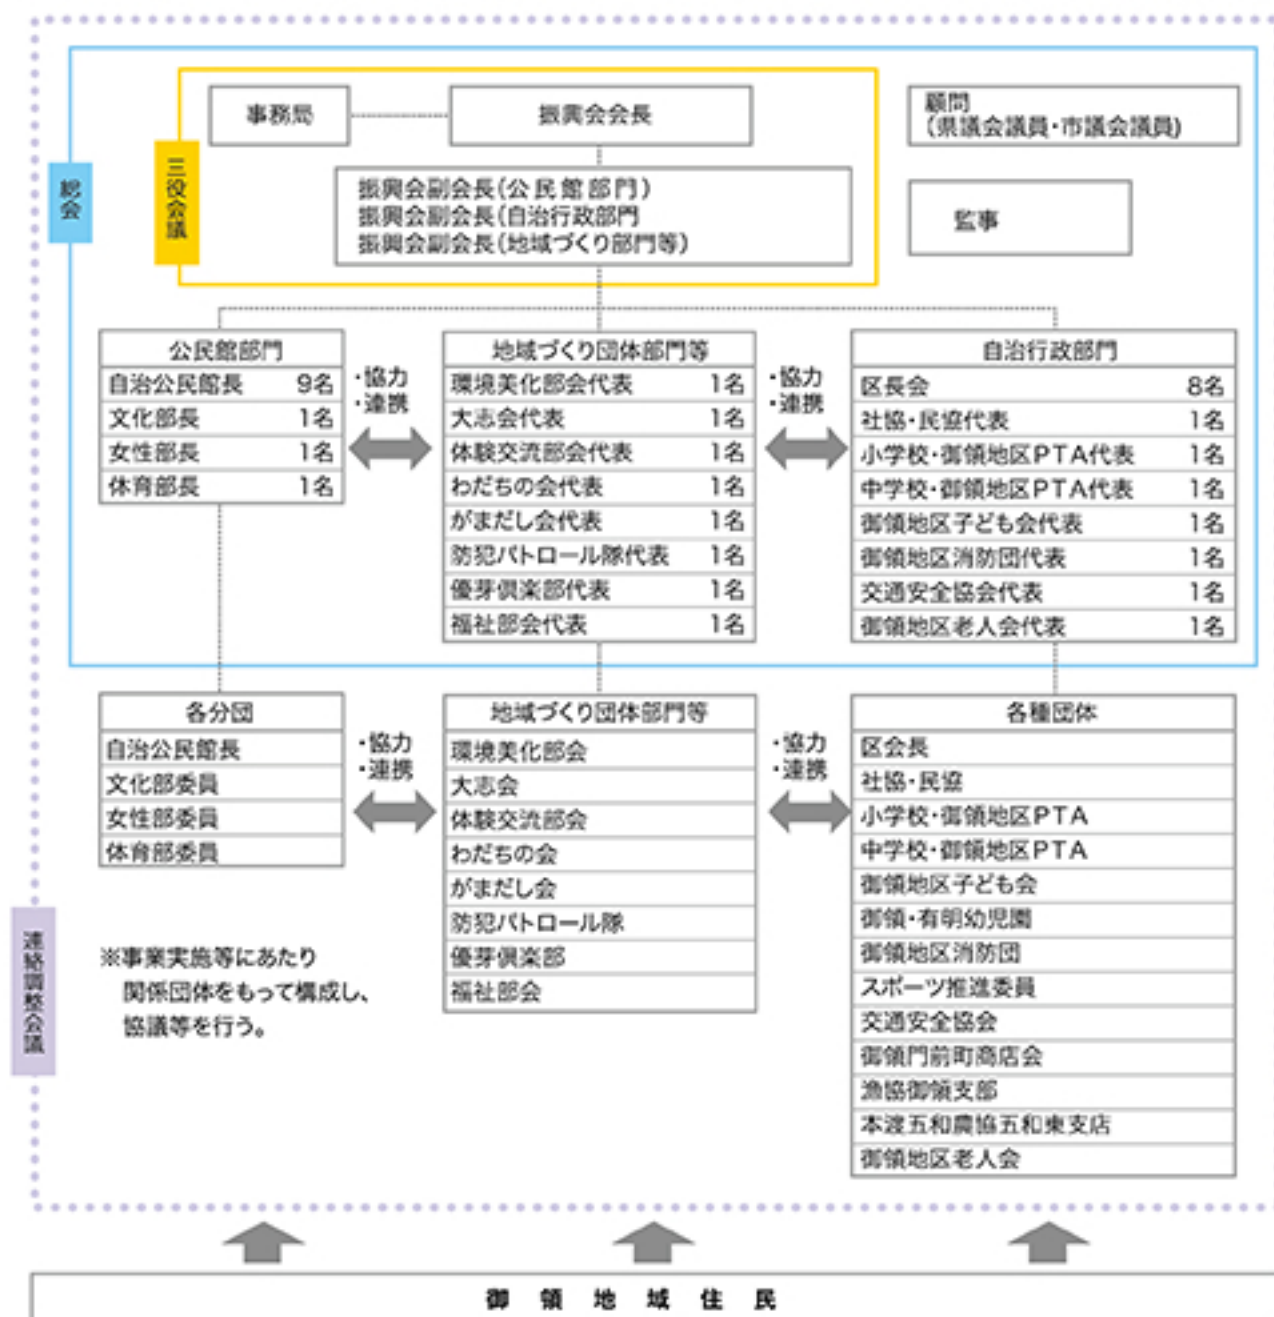 事務局
振興会会長
顧問
(県議会議員・市議会議員)
総会
三役会議
振興会副会長(公民館部門)
振興会副会長(自治行政部門
振興会副会長(地域づくり部門等)
監事
公民館部門
自治公民館長 9名
文化部長 1名
女性部長 1名
体育部長 1名
・協力
・連携
地域づくり団体部門等
環境美化部会代表 1名
大志会代表 1名
体験交流部会代表 1名
わだちの会代表 1名
がまだし会代表 1名
防犯パトロール隊代表 1名
優芽倶楽部代表 1名
福祉部会代表 1名
・協力
・連携
自治行政部門
区長会 8名
社協・民協代表 1名
小学校・御領地区PTA代表 1名
中学校・御領地区PTA代表 1名
御領地区子ども会代表 1名
御領地区消防団代表 1名
交通安全協会代表 1名
御領地区老人会代表 1名
各分団
自治公民館長
文化部委員
女性部委員
体育部委員
・協力
・連携
地域づくり団体部門等
環境美化部会
大志会
体験交流部会
わだちの会
がまだし会
防犯パトロール隊
優芽倶楽部
福祉部会
・協力
・連携
各種団体
区会長
社協・民協
小学校・御領地区PTA
中学校・御領地区PTA
御領地区子ども会
御領・有明幼児園
御領地区消防団
スポーツ推進委員
交通安全協会
御領門前町商店会
漁協御領支部
本渡五和農協五和東支店
御領地区老人会
連絡調整会議
※事業実施等にあたり
関係団体をもって構成し、
協議等を行う。
御領地域住民